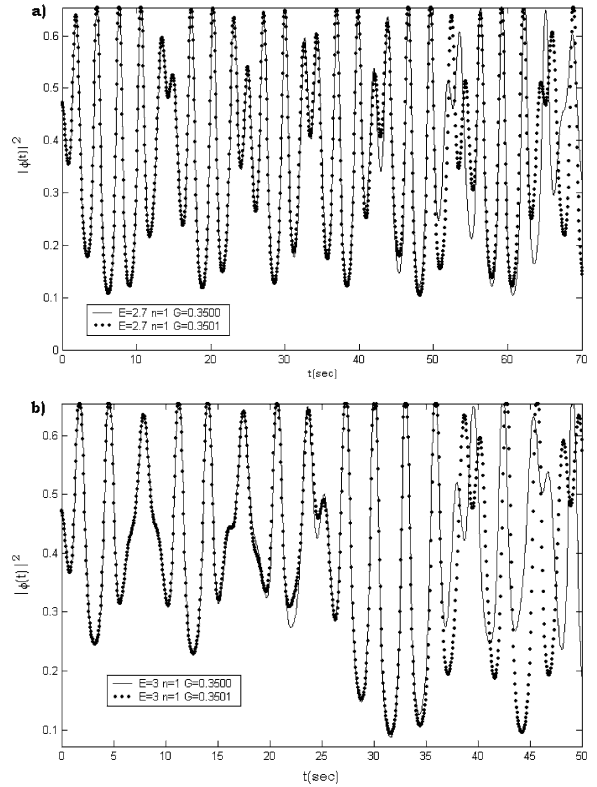 a)
0.6
0.5
0.4
0.3
0.2
0.1
0
|ϕ(t)|²
E=2.7 n=1 G=0.3500
E=2.7 n=1 G=0.3501
0 10 20 30 40 50 60 70
t(sec)
b)
0.6
0.5
0.4
0.3
0.2
0.1
|ϕ(t)|²
E=3 n=1 G=0.3500
E=3 n=1 G=0.3501
0 5 10 15 20 25 30 35 40 45 50
t(sec)